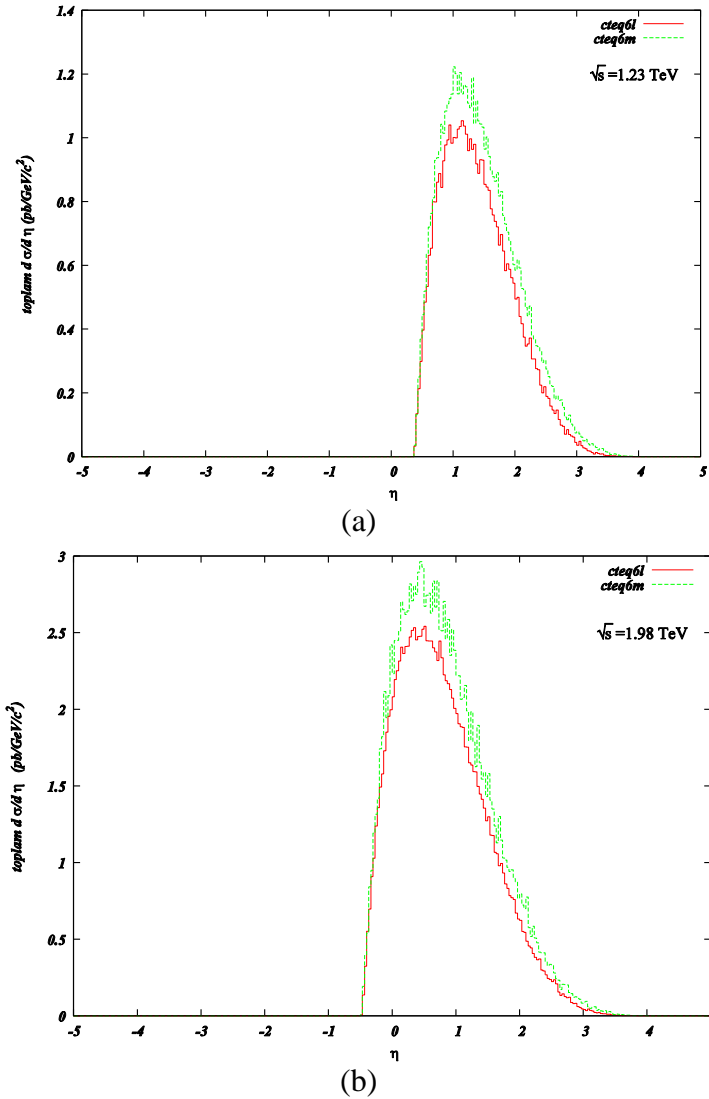 1.4
1.2
1
0.8
0.6
0.4
0.2
0
toplam d σ/d η (pb/GeV/c²)
cteq6l
cteq6m
√s =1.23 TeV
-5 -4 -3 -2 -1 0 1 2 3 4 5
η
(a)
3
2.5
2
1.5
1
0.5
0
toplam d σ/d η (pb/GeV/c²)
cteq6l
cteq6m
√s =1.98 TeV
-5 -4 -3 -2 -1 0 1 2 3 4
η
(b)